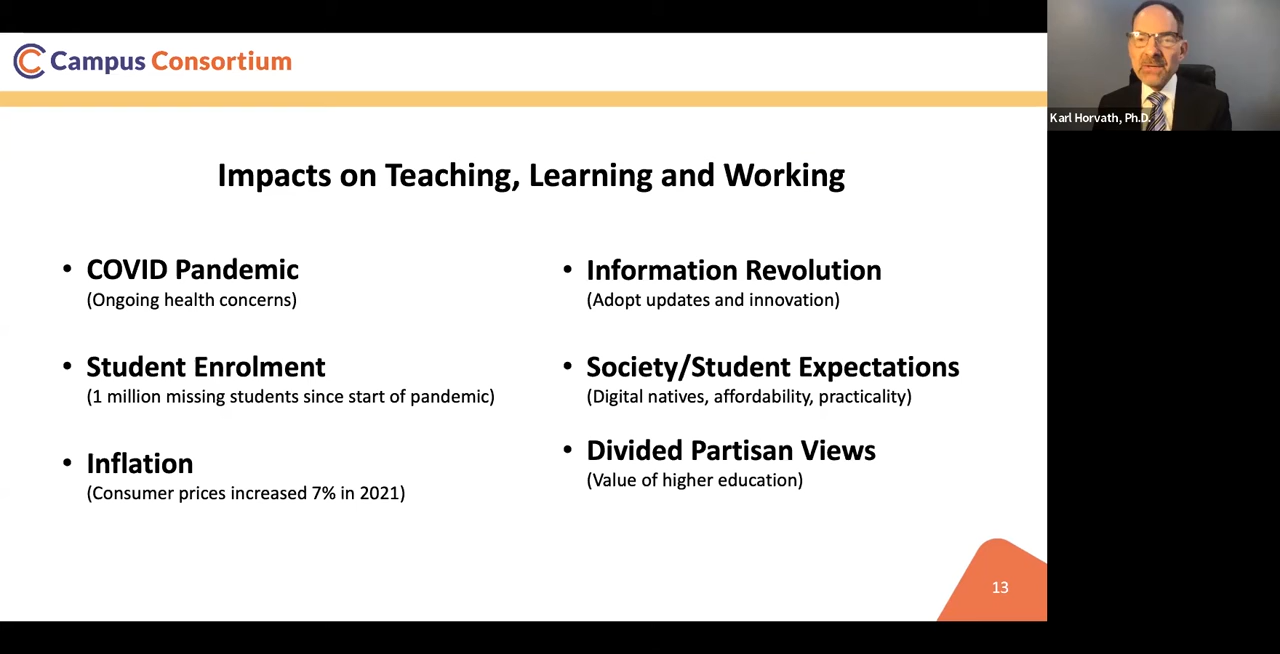 Campus Consortium
Karl Horvath, Ph.D.
Impacts on Teaching, Learning and Working
• COVID Pandemic
(Ongoing health concerns)
• Student Enrolment
(1 million missing students since start of pandemic)
• Inflation
(Consumer prices increased 7% in 2021)
• Information Revolution
(Adopt updates and innovation)
• Society/Student Expectations
(Digital natives, affordability, practicality)
• Divided Partisan Views
(Value of higher education)
13